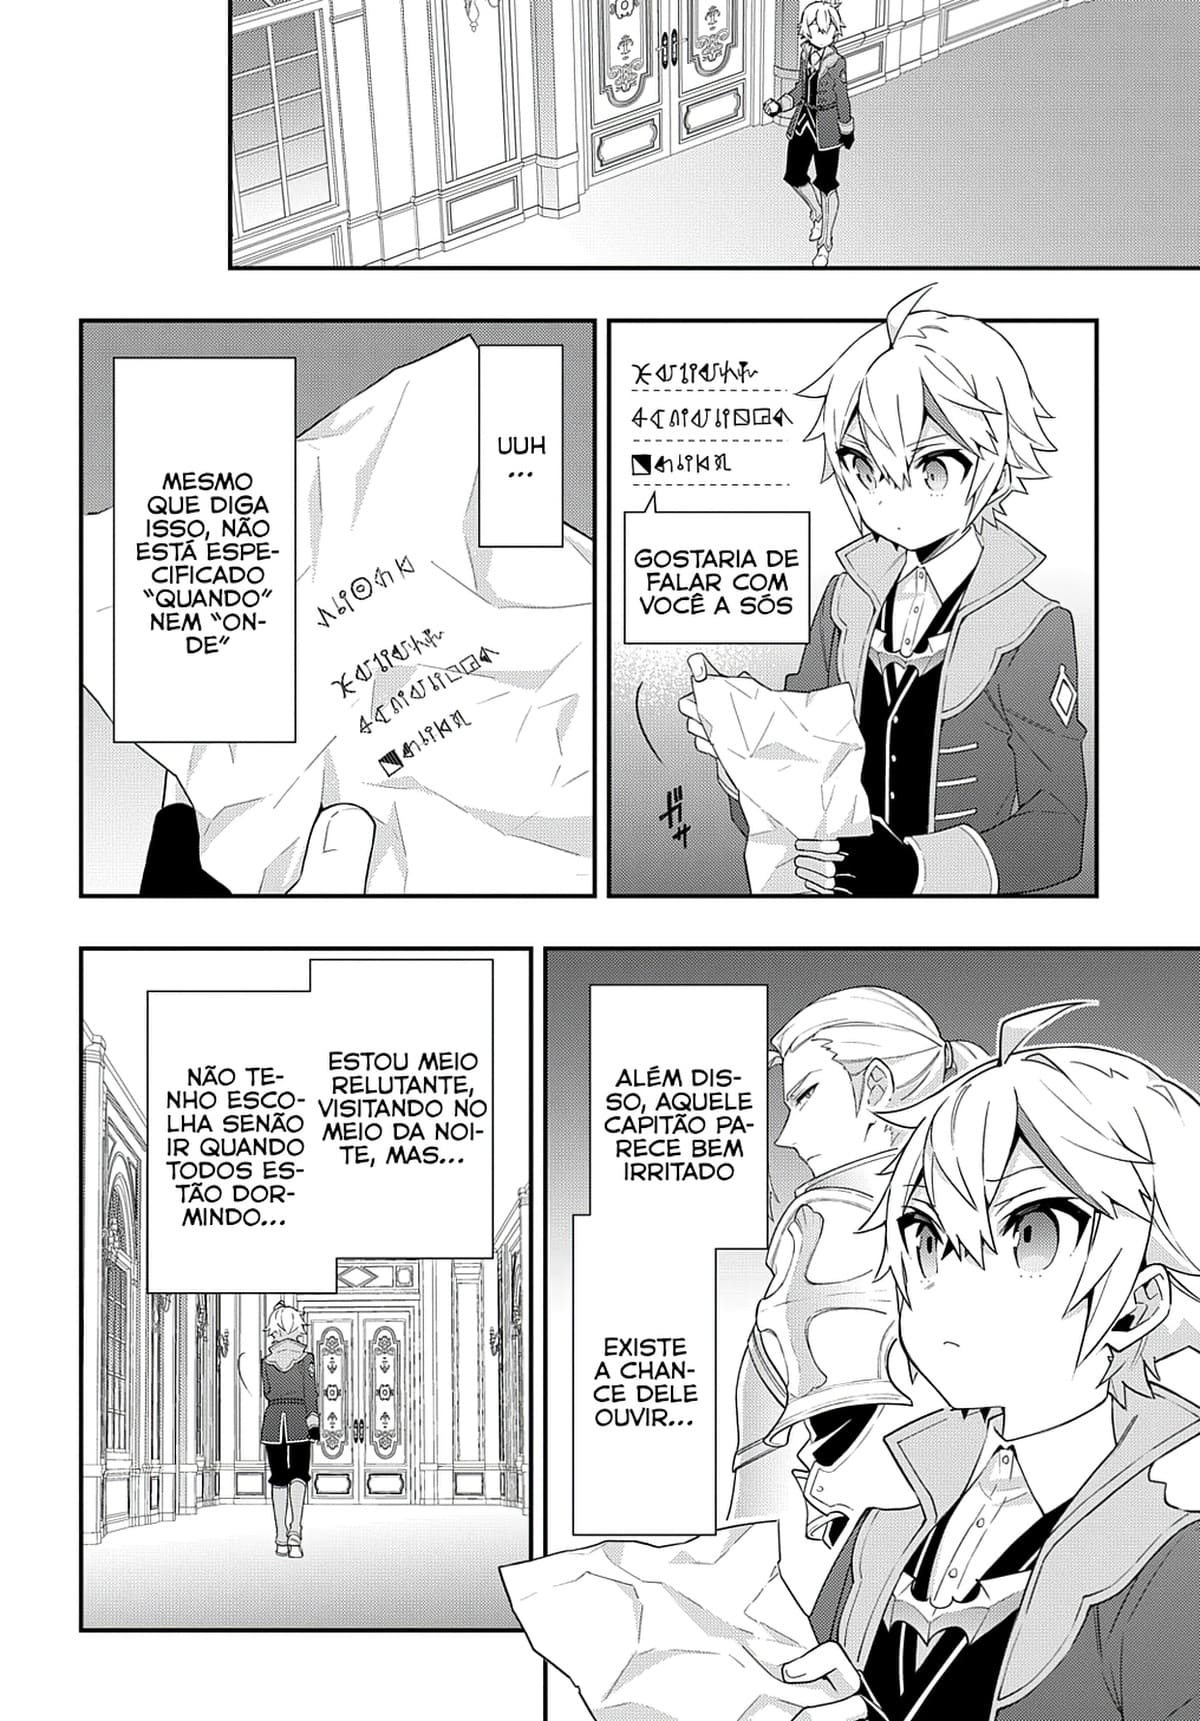 GOSTARIA DE
FALAR COM
VOCÊ A SÓS
ガサ
UUH
...
MESMO
QUE DIGA
ISSO, NÃO
ESTÁ ESPE-
CIFICADO
"QUANDO"
NEM "ON-
DE"
ALÉM DIS-
SO, AQUELE
CAPITÃO PA-
RECE BEM
IRRITADO
EXISTE
A CHAN-
CE DELE
OUVIR...
ESTOU MEIO
RELUTANTE,
VISITANDO NO
MEIO DA NOI-
TE, MAS...
NÃO TE-
NHO ESCO-
LHA SENÃO
IR QUANDO
TODOS ES-
TÃO DOR-
MINDO...